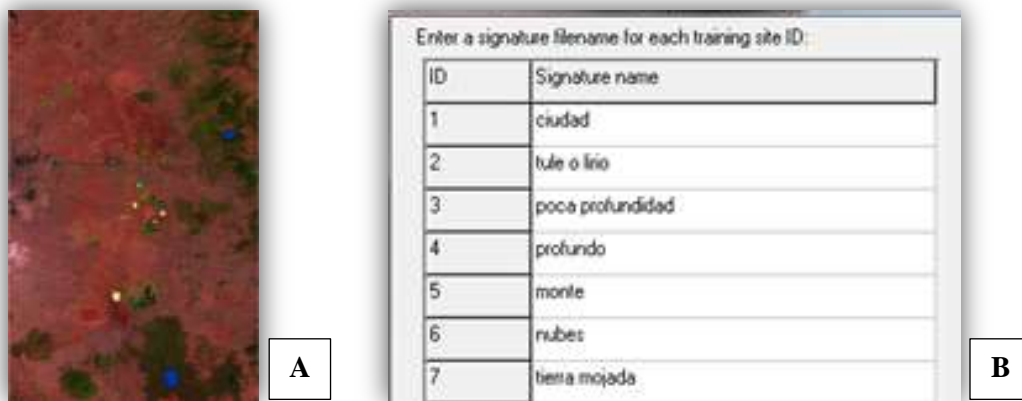 Enter a signature filename for each training site ID:
ID Signature name
1 ciudad
2 tule o lirio
3 poca profundidad
4 profundo
5 monte
6 nubes
7 tierra mojada
A
B